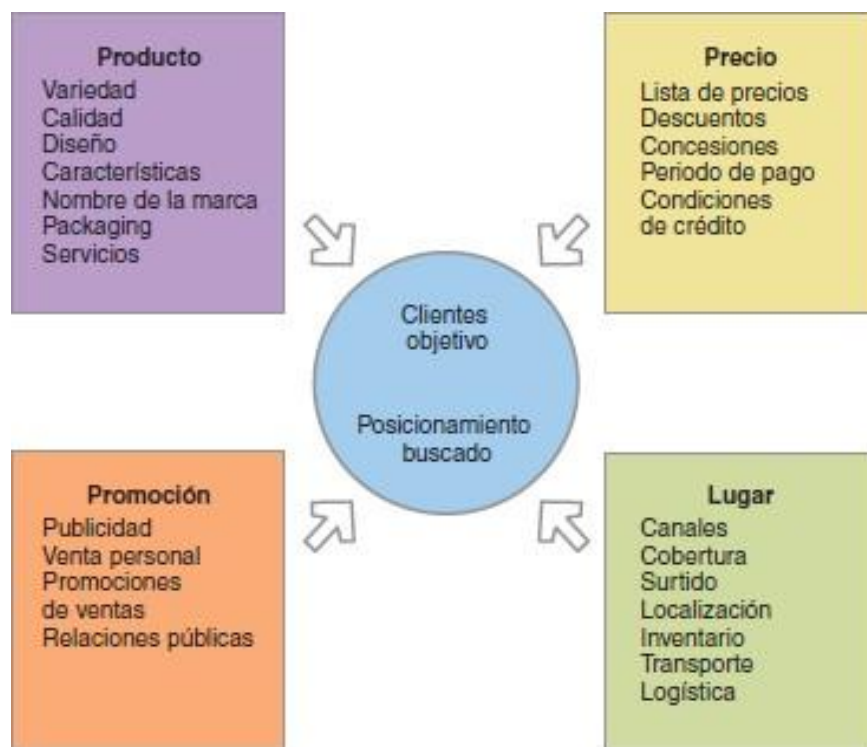 Producto
Variedad
Calidad
Diseño
Características
Nombre de la marca
Packaging
Servicios
Precio
Lista de precios
Descuentos
Concesiones
Periodo de pago
Condiciones
de crédito
Clientes
objetivo
Posicionamiento
buscado
Promoción
Publicidad
Venta personal
Promociones
de ventas
Relaciones públicas
Lugar
Canales
Cobertura
Surtido
Localización
Inventario
Transporte
Logística